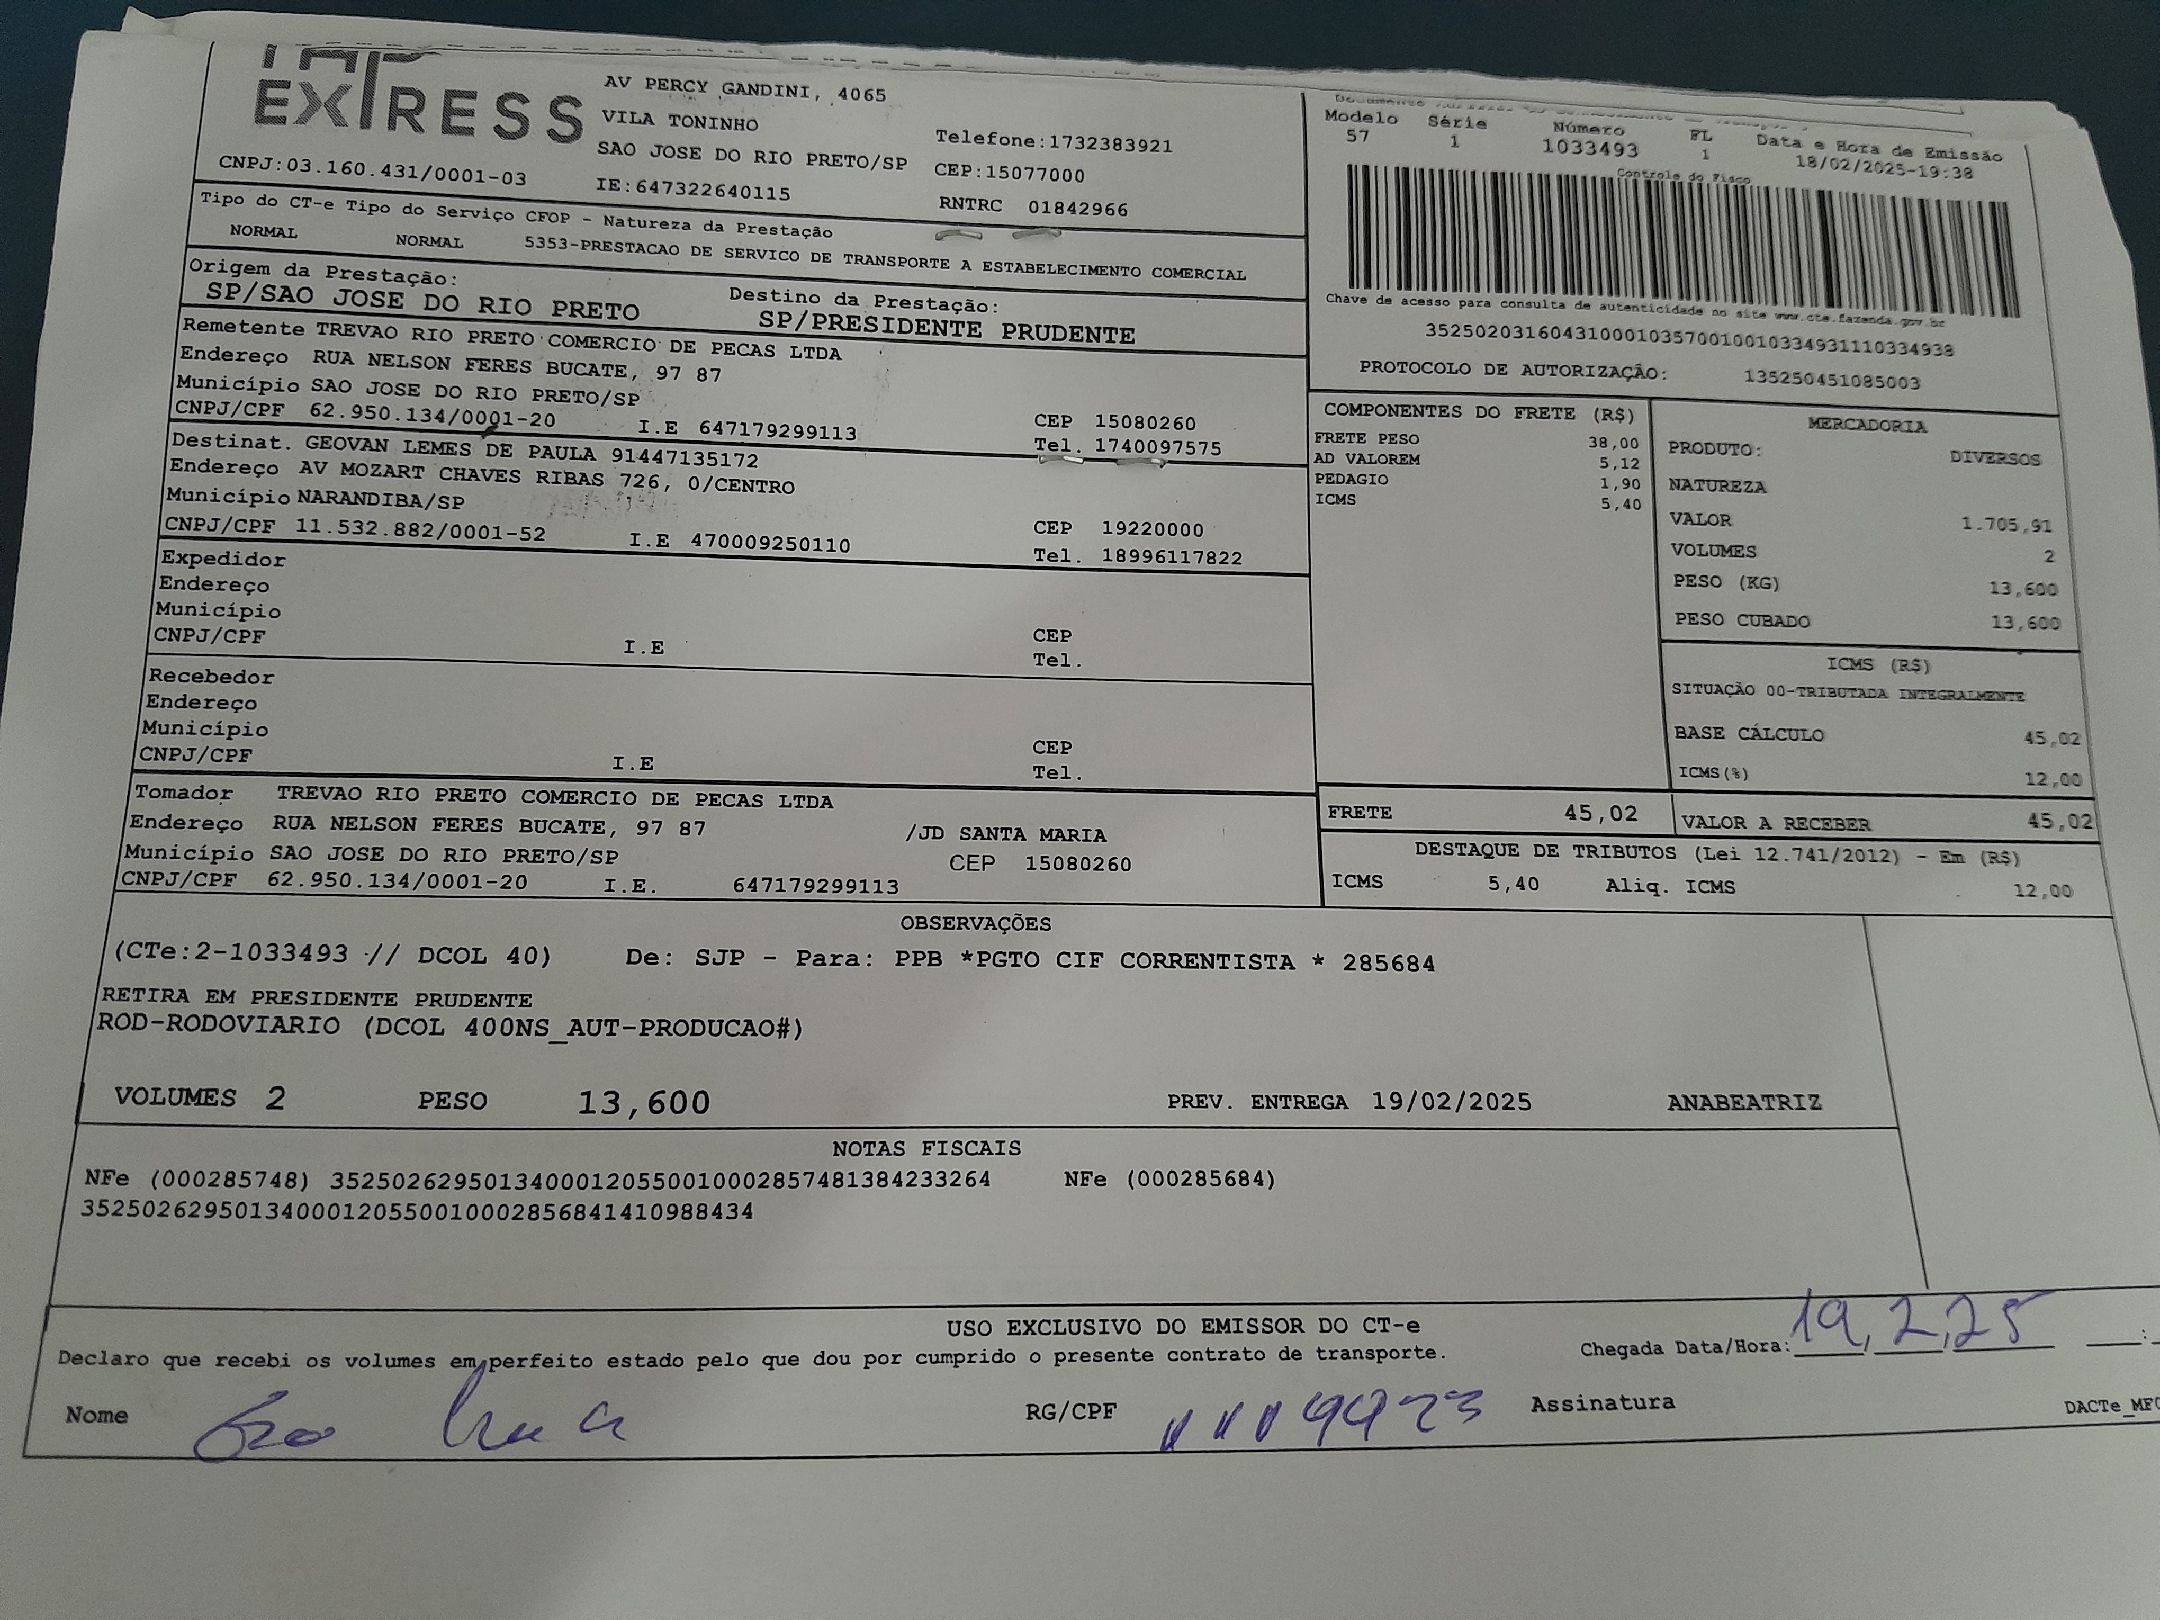 EXPRESS
AV PERCY GANDINI, 4065
VILA TONINHO
SAO JOSE DO RIO PRETO/SP
Telefone:1732383921
CNPJ:03.160.431/0001-03
IE:647322640115
CEP:15077000
RNTRC 01842966
Modelo Série Número FL Data e Hora de Emissão
57 1 1033493 1 18/02/2025-19:38
Controle do Fisco
Tipo do CT-e Tipo do Serviço CFOP - Natureza da Prestação
NORMAL NORMAL 5353-PRESTACAO DE SERVICO DE TRANSPORTE A ESTABELECIMENTO COMERCIAL
Origem da Prestação: Destino da Prestação:
SP/SAO JOSE DO RIO PRETO SP/PRESIDENTE PRUDENTE
Chave de acesso para consulta de autenticidade no site www.cte.fazenda.gov.br
35250203160431000103570010010334931110334938
PROTOCOLO DE AUTORIZAÇÃO: 135250451085003
Remetente TREVAO RIO PRETO COMERCIO DE PECAS LTDA
Endereço RUA NELSON FERES BUCATE, 97 87
Município SAO JOSE DO RIO PRETO/SP CEP 15080260
CNPJ/CPF 62.950.134/0001-20 I.E 647179299113 Tel. 1740097575
Destinat. GEOVAN LEMES DE PAULA 91447135172
Endereço AV MOZART CHAVES RIBAS 726, 0/CENTRO
Município NARANDIBA/SP CEP 19220000
CNPJ/CPF 11.532.882/0001-52 I.E 470009250110 Tel. 18996117822
Expedidor
Endereço
Município CEP
CNPJ/CPF I.E Tel.
Recebedor
Endereço
Município CEP
CNPJ/CPF I.E Tel.
Tomador TREVAO RIO PRETO COMERCIO DE PECAS LTDA
Endereço RUA NELSON FERES BUCATE, 97 87 /JD SANTA MARIA
Município SAO JOSE DO RIO PRETO/SP CEP 15080260
CNPJ/CPF 62.950.134/0001-20 I.E. 647179299113
COMPONENTES DO FRETE (R$)
FRETE PESO 38,00
AD VALOREM 5,12
PEDAGIO 1,90
ICMS 5,40
MERCADORIA
PRODUTO: DIVERSOS
NATUREZA
VALOR 1.705,91
VOLUMES 2
PESO (KG) 13,600
PESO CUBADO 13,600
ICMS (R$)
SITUAÇÃO 00-TRIBUTADA INTEGRALMENTE
BASE CÁLCULO 45,02
ICMS(%) 12,00
FRETE 45,02 VALOR A RECEBER 45,02
DESTAQUE DE TRIBUTOS (Lei 12.741/2012) - Em (R$)
ICMS 5,40 Aliq. ICMS 12,00
OBSERVAÇÕES
(CTe:2-1033493 // DCOL 40) De: SJP - Para: PPB *PGTO CIF CORRENTISTA * 285684
RETIRA EM PRESIDENTE PRUDENTE
ROD-RODOVIARIO (DCOL 400NS_AUT-PRODUCAO#)
VOLUMES 2 PESO 13,600 PREV. ENTREGA 19/02/2025 ANABEATRIZ
NOTAS FISCAIS
NFe (000285748) 35250262950134000120550010002857481384233264 NFe (000285684)
35250262950134000120550010002856841410988434
USO EXCLUSIVO DO EMISSOR DO CT-e
Declaro que recebi os volumes em perfeito estado pelo que dou por cumprido o presente contrato de transporte.
Chegada Data/Hora: 19,2,25
Nome RG/CPF Assinatura
DACTe_MF